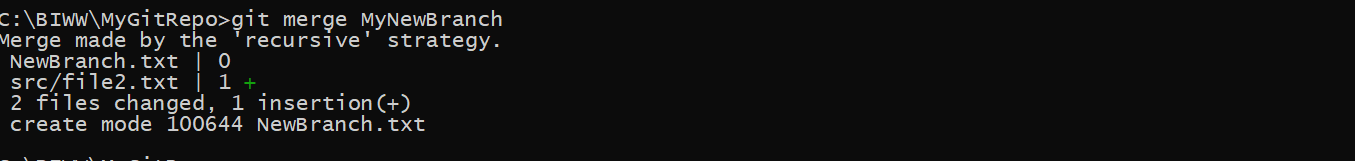 C:\BIWW\MyGitRepo>git merge MyNewBranch
Merge made by the 'recursive' strategy.
NewBranch.txt | 0
src/file2.txt | 1 +
2 files changed, 1 insertion(+)
create mode 100644 NewBranch.txt